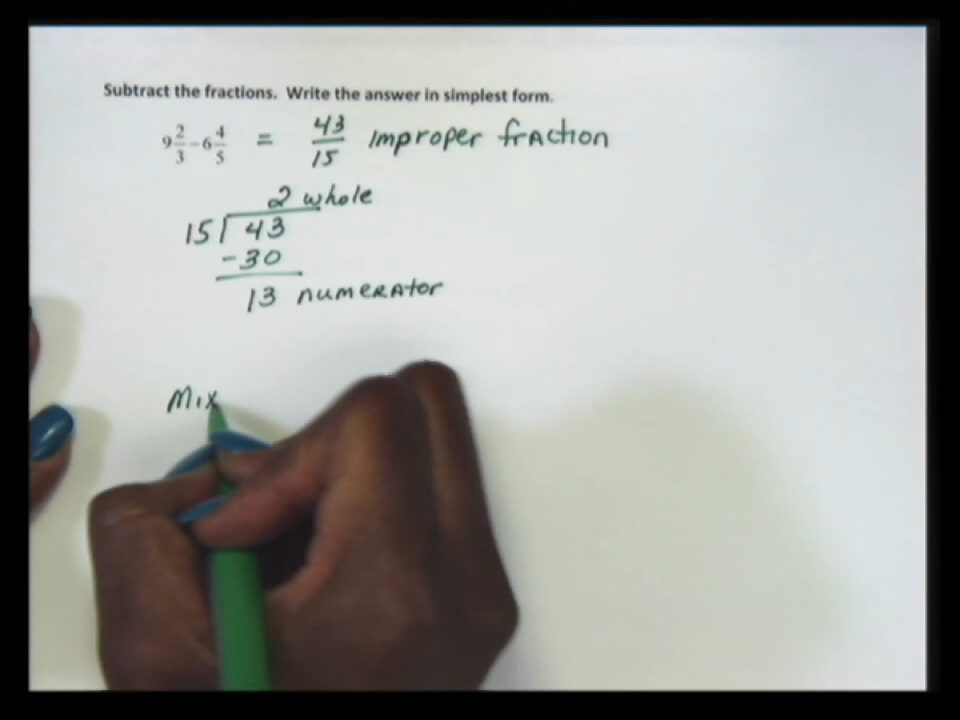 Subtract the fractions. Write the answer in simplest form.
9 2/3 - 6 4/5 = 43/15 Improper fraction
2 whole
15 43
-30
13 numerator
Mix